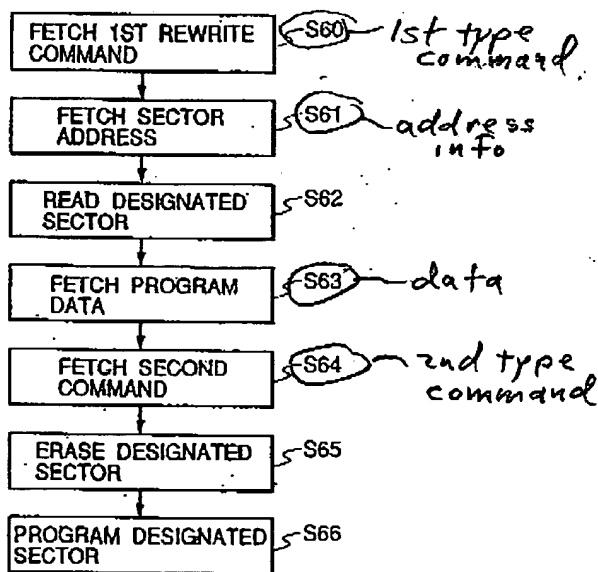 FETCH 1ST REWRITE
COMMAND
S60
1st type
command.
FETCH SECTOR
ADDRESS
S61
address
info
READ DESIGNATED
SECTOR
S62
FETCH PROGRAM
DATA
S63
data
FETCH SECOND
COMMAND
S64
2nd type
command
ERASE DESIGNATED
SECTOR
S65
PROGRAM DESIGNATED
SECTOR
S66